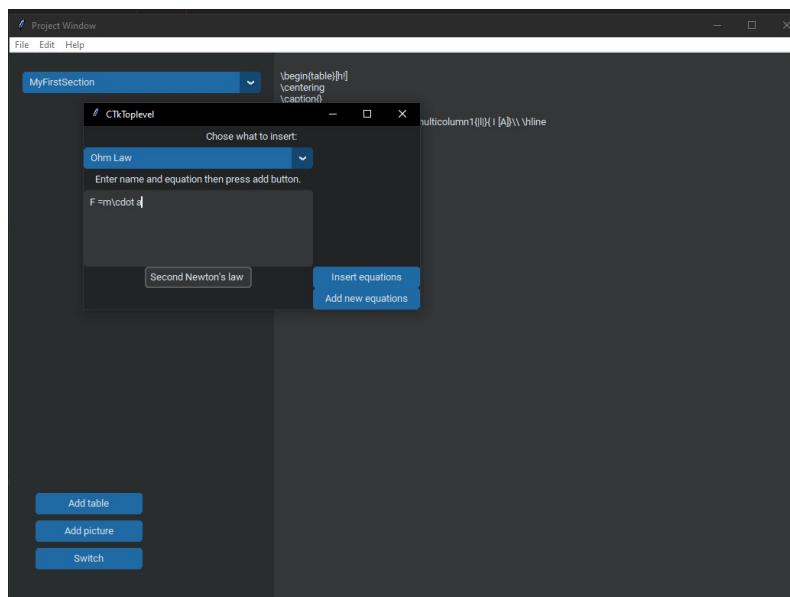 Project Window
File Edit Help
MyFirstSection
\begin{table}[h!]
\centering
\caption{}
ulticolumn1{|l|}{ I [A]}\\ \hline
CTkToplevel
Chose what to insert:
Ohm Law
Enter name and equation then press add button.
F =m\cdot a
Second Newton's law
Insert equations
Add new equations
Add table
Add picture
Switch